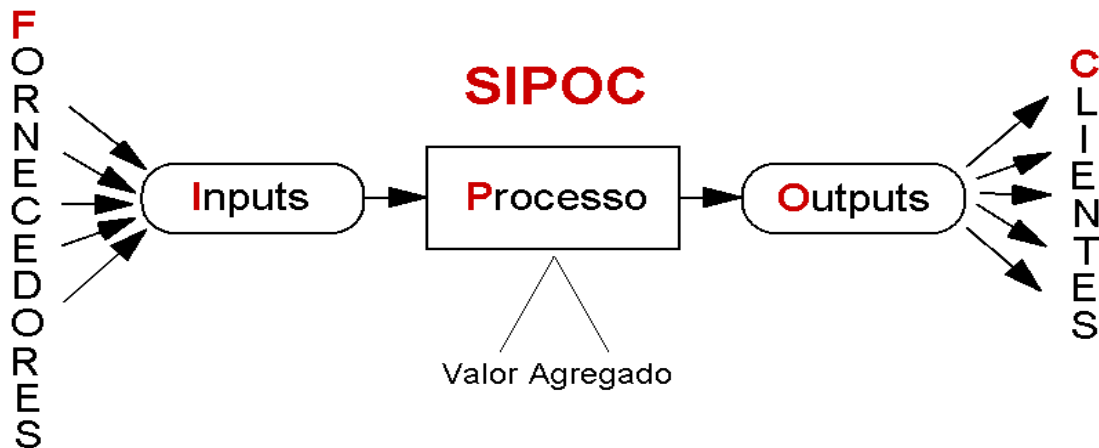 FORNECEDORES
SIPOC
Inputs
Processo
Outputs
Valor Agregado
CLIENTES